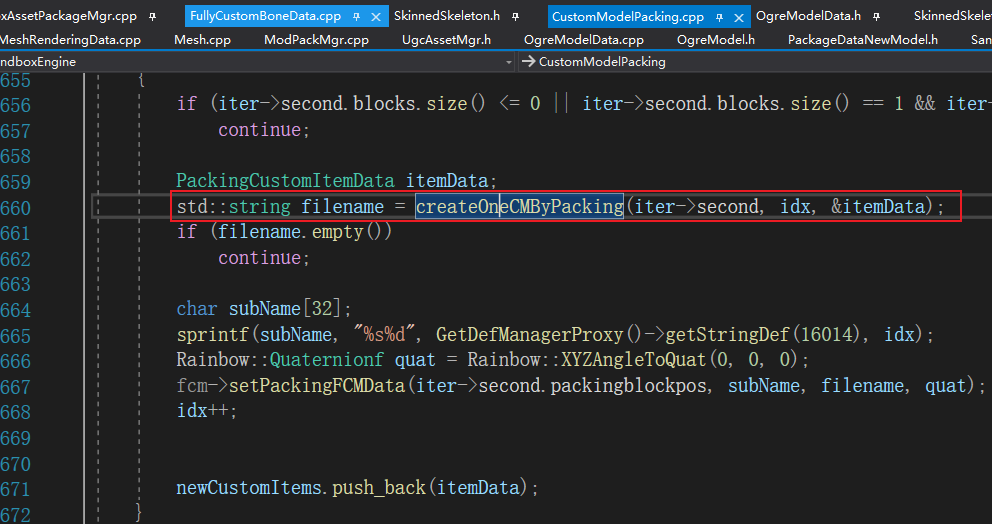 xAssetPackageMgr.cpp FullyCustomBoneData.cpp SkinnedSkeleton.h CustomModelPacking.cpp OgreModelData.h SkinnedSkele
MeshRenderingData.cpp Mesh.cpp ModPackMgr.cpp UgcAssetMgr.h OgreModelData.cpp OgreModel.h PackageDataNewModel.h San
ndboxEngine CustomModelPacking
655 {
656 if (iter->second.blocks.size() <= 0 || iter->second.blocks.size() == 1 && iter-
657 continue;
658
659 PackingCustomItemData itemData;
660 std::string filename = createOneCMByPacking(iter->second, idx, &itemData);
661 if (filename.empty())
662 continue;
663
664 char subName[32];
665 sprintf(subName, "%s%d", GetDefManagerProxy()->getStringDef(16014), idx);
666 Rainbow::Quaternionf quat = Rainbow::XYZAngleToQuat(0, 0, 0);
667 fcm->setPackingFCMData(iter->second.packingblockpos, subName, filename, quat);
668 idx++;
669
670
671 newCustomItems.push_back(itemData);
672 }